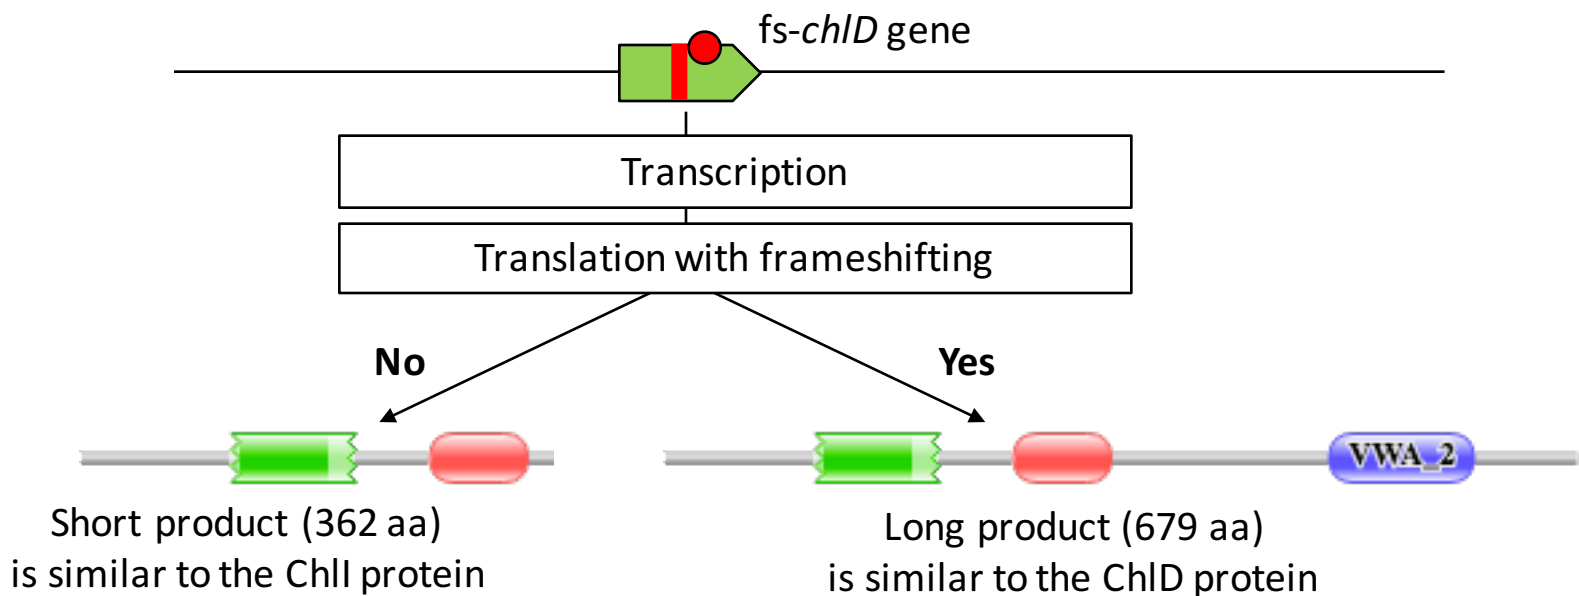 fs-chlD gene
Transcription
Translation with frameshifting
No
Yes
VWA_2
Short product (362 aa)
is similar to the ChlI protein
Long product (679 aa)
is similar to the ChlD protein